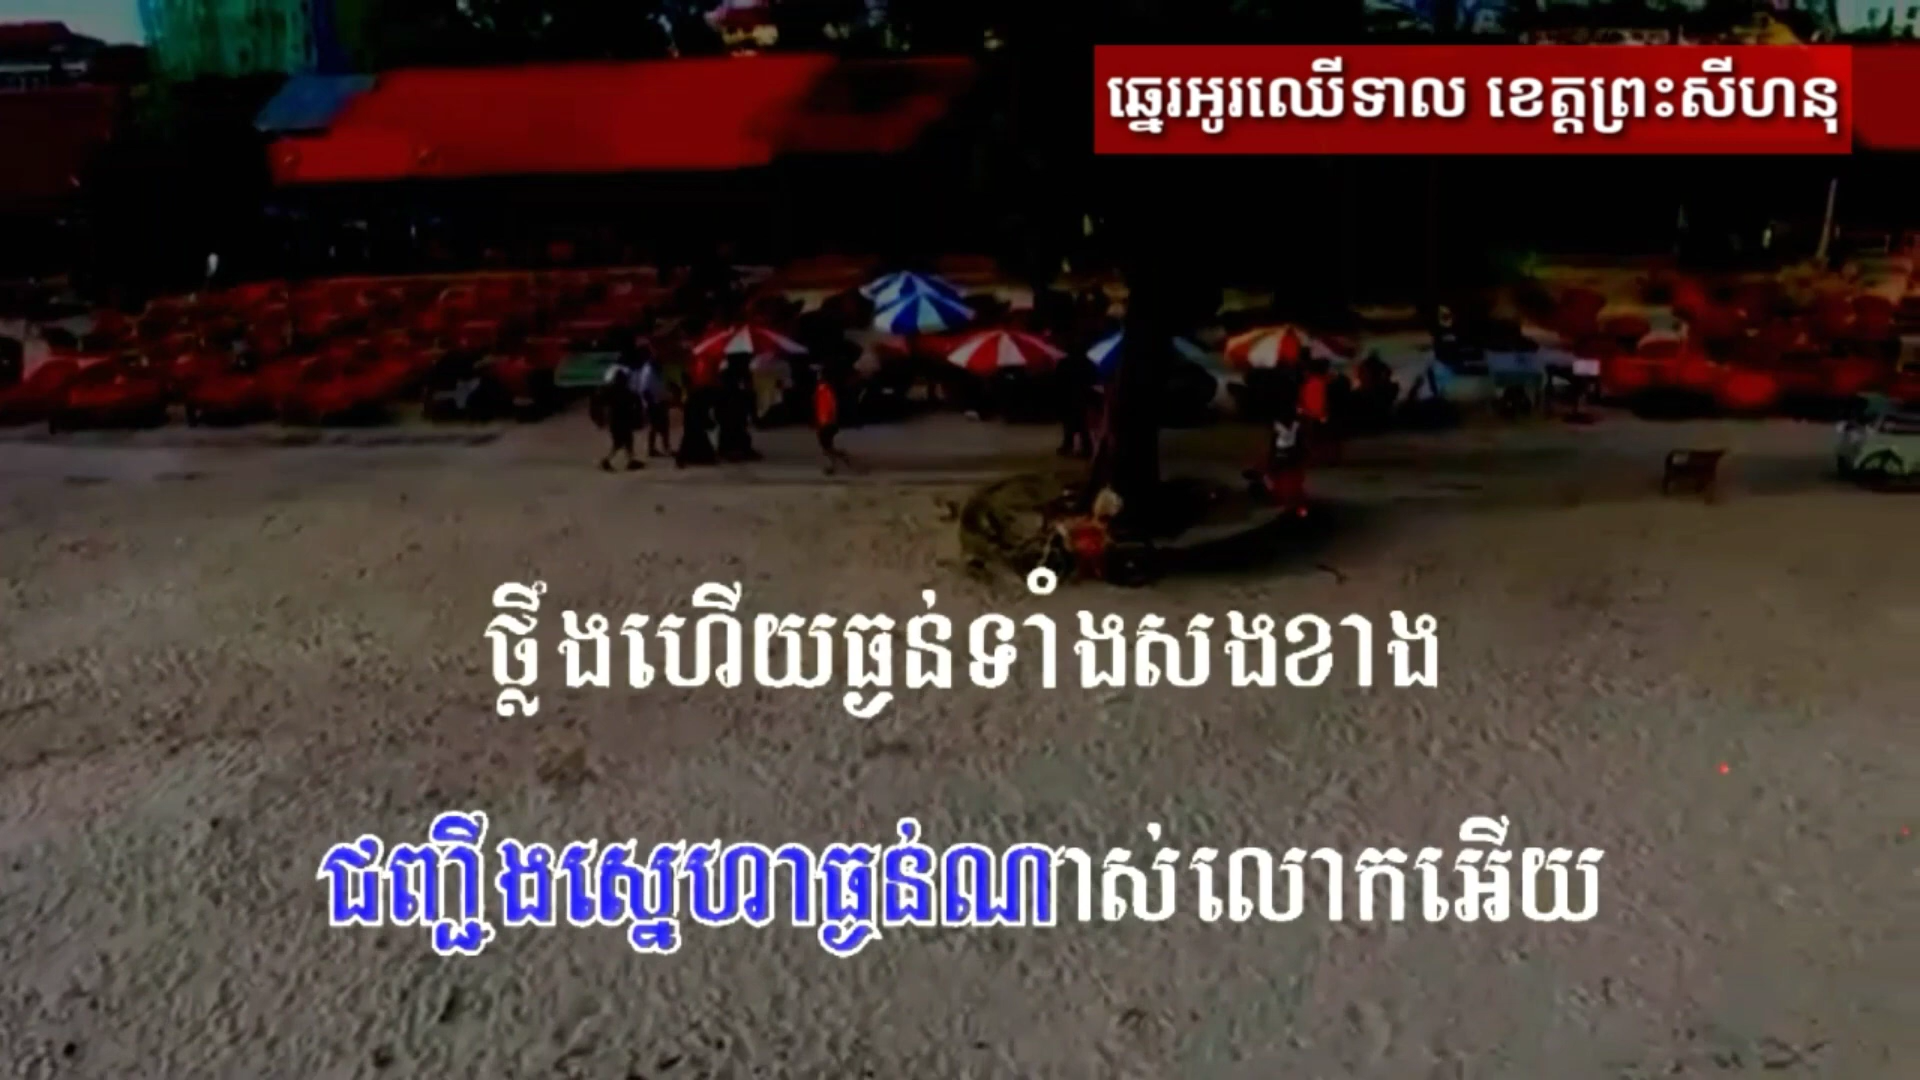 ឆ្នេរអូរឈើទាល ខេត្តព្រះសីហនុ
ថ្លឹងហើយធ្ងន់ទាំងសងខាង
ជញ្ជីងស្នេហាធ្ងន់ណាស់លោកអើយ